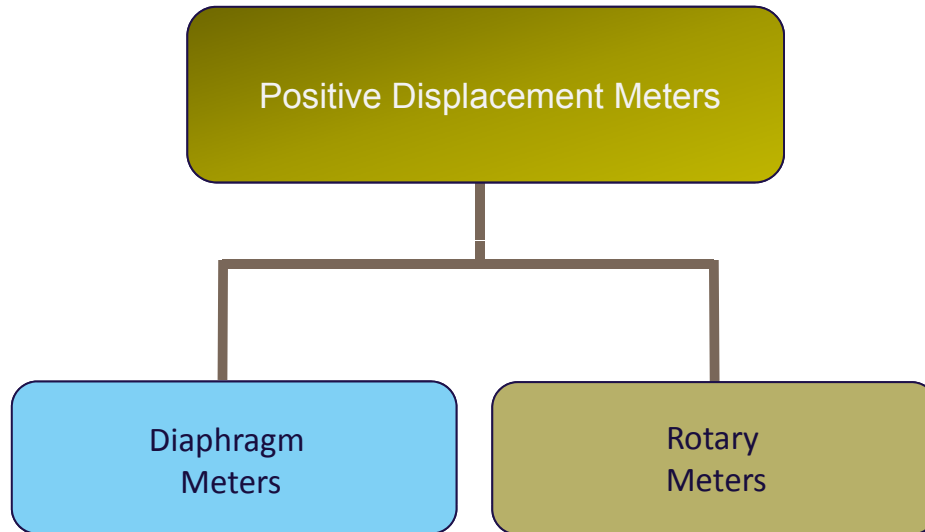 Positive Displacement Meters
Diaphragm
Meters
Rotary
Meters